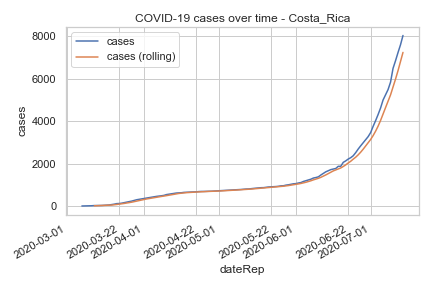 COVID-19 cases over time - Costa_Rica
cases
cases (rolling)
8000
6000
4000
2000
0
cases
2020-03-01
2020-03-22
2020-04-01
2020-04-22
2020-05-01
2020-05-22
2020-06-01
2020-06-22
2020-07-01
dateRep